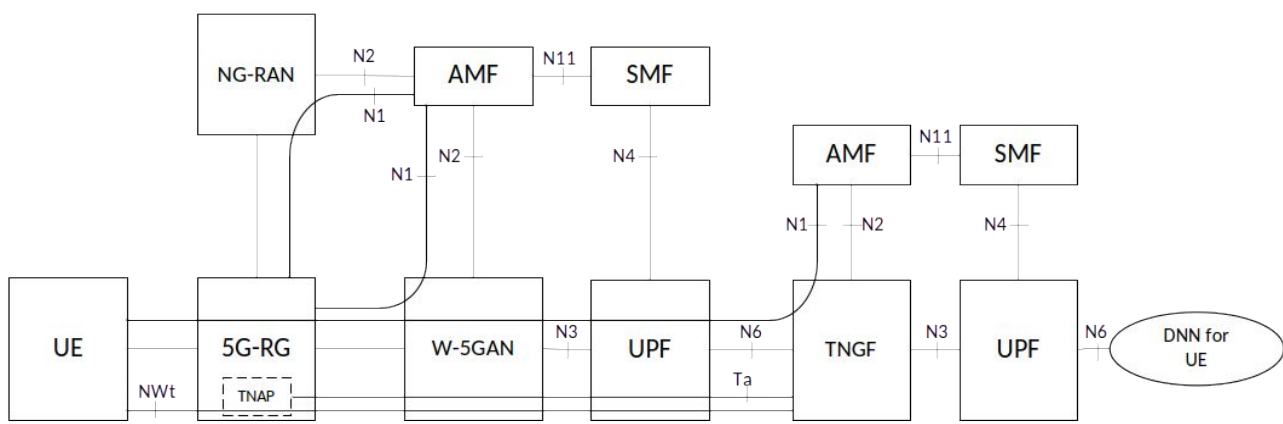 NG-RAN
N2
AMF
N11
SMF
N1
AMF
N11
SMF
N2
N4
N1
N1
N2
N4
UE
5G-RG
W-5GAN
N3
UPF
N6
TNGF
N3
UPF
N6
DNN for
UE
NWt
TNAP
Ta